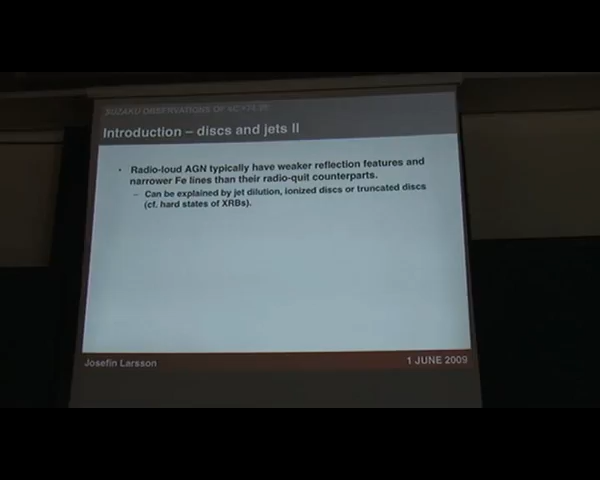 SUZAKU OBSERVATIONS OF 4C+74.26
Introduction – discs and jets II
• Radio-loud AGN typically have weaker reflection features and
narrower Fe lines than their radio-quit counterparts.
– Can be explained by jet dilution, ionized discs or truncated discs
(cf. hard states of XRBs).
Josefin Larsson
1 JUNE 2009